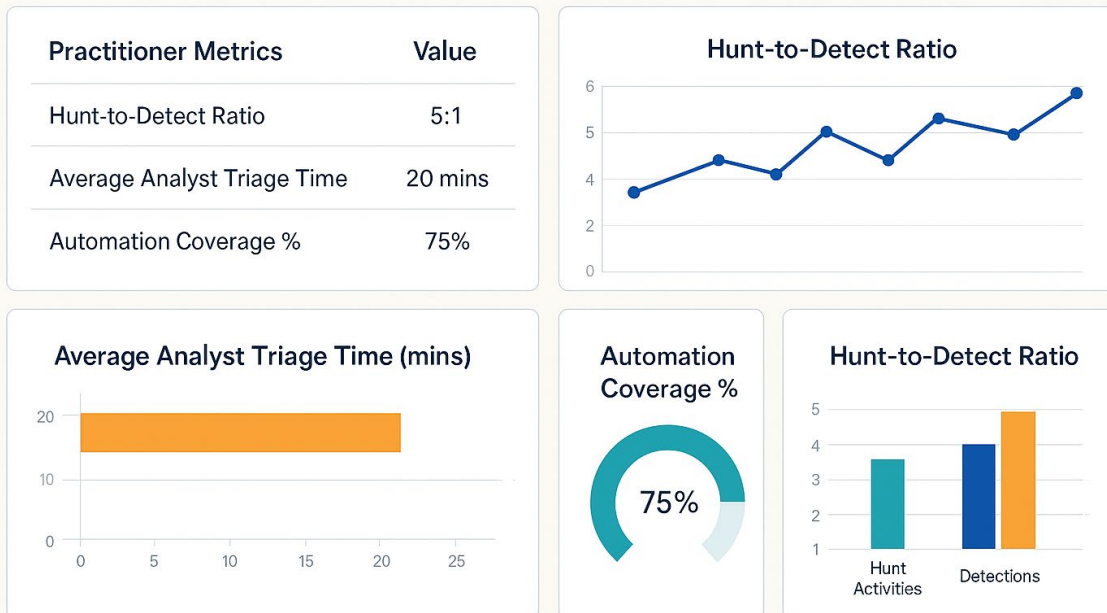 Practitioner Metrics Value
Hunt-to-Detect Ratio 5:1
Average Analyst Triage Time 20 mins
Automation Coverage % 75%
Hunt-to-Detect Ratio
6
5
4
2
0
Average Analyst Triage Time (mins)
20
10
0
0 5 10 15 20 25
Automation
Coverage %
75%
Hunt-to-Detect Ratio
5
4
3
2
1
Hunt
Activities
Detections